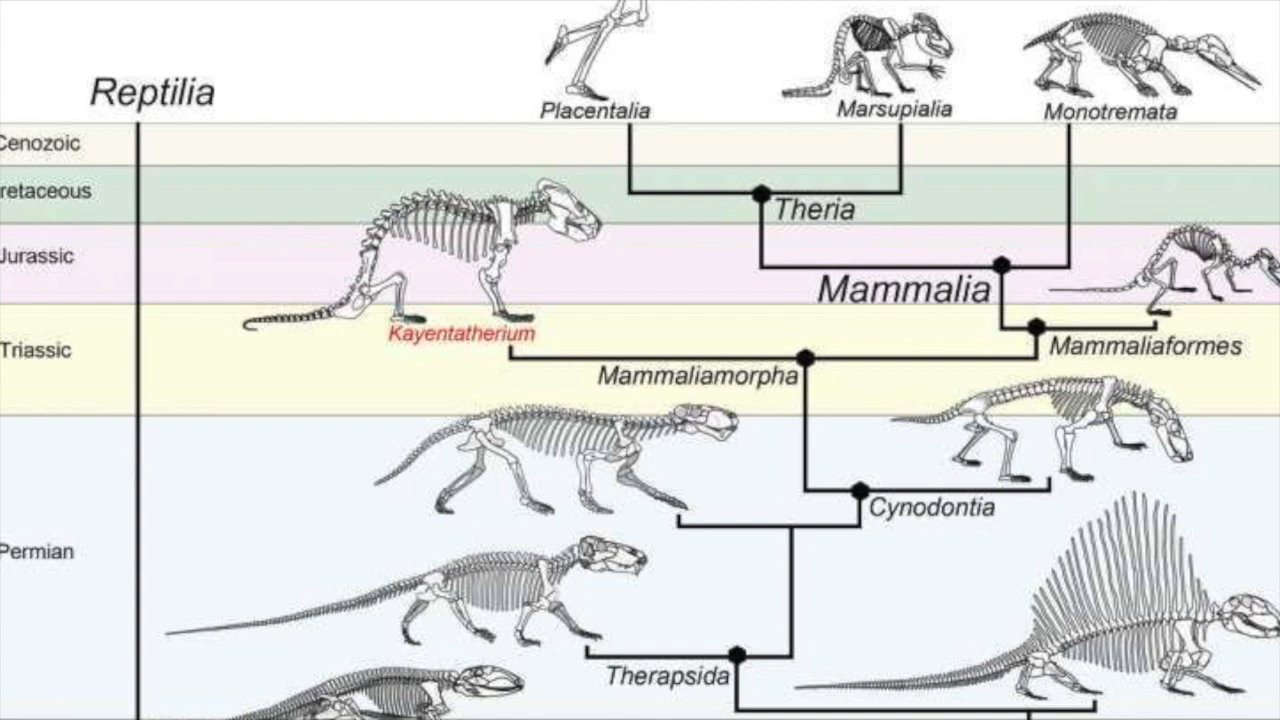 Reptilia
Placentalia
Marsupialia
Monotremata
Cenozoic
retaceous
Theria
Jurassic
Mammalia
Kayentatherium
Triassic
Mammaliaformes
Mammaliamorpha
Cynodontia
Permian
Therapsida